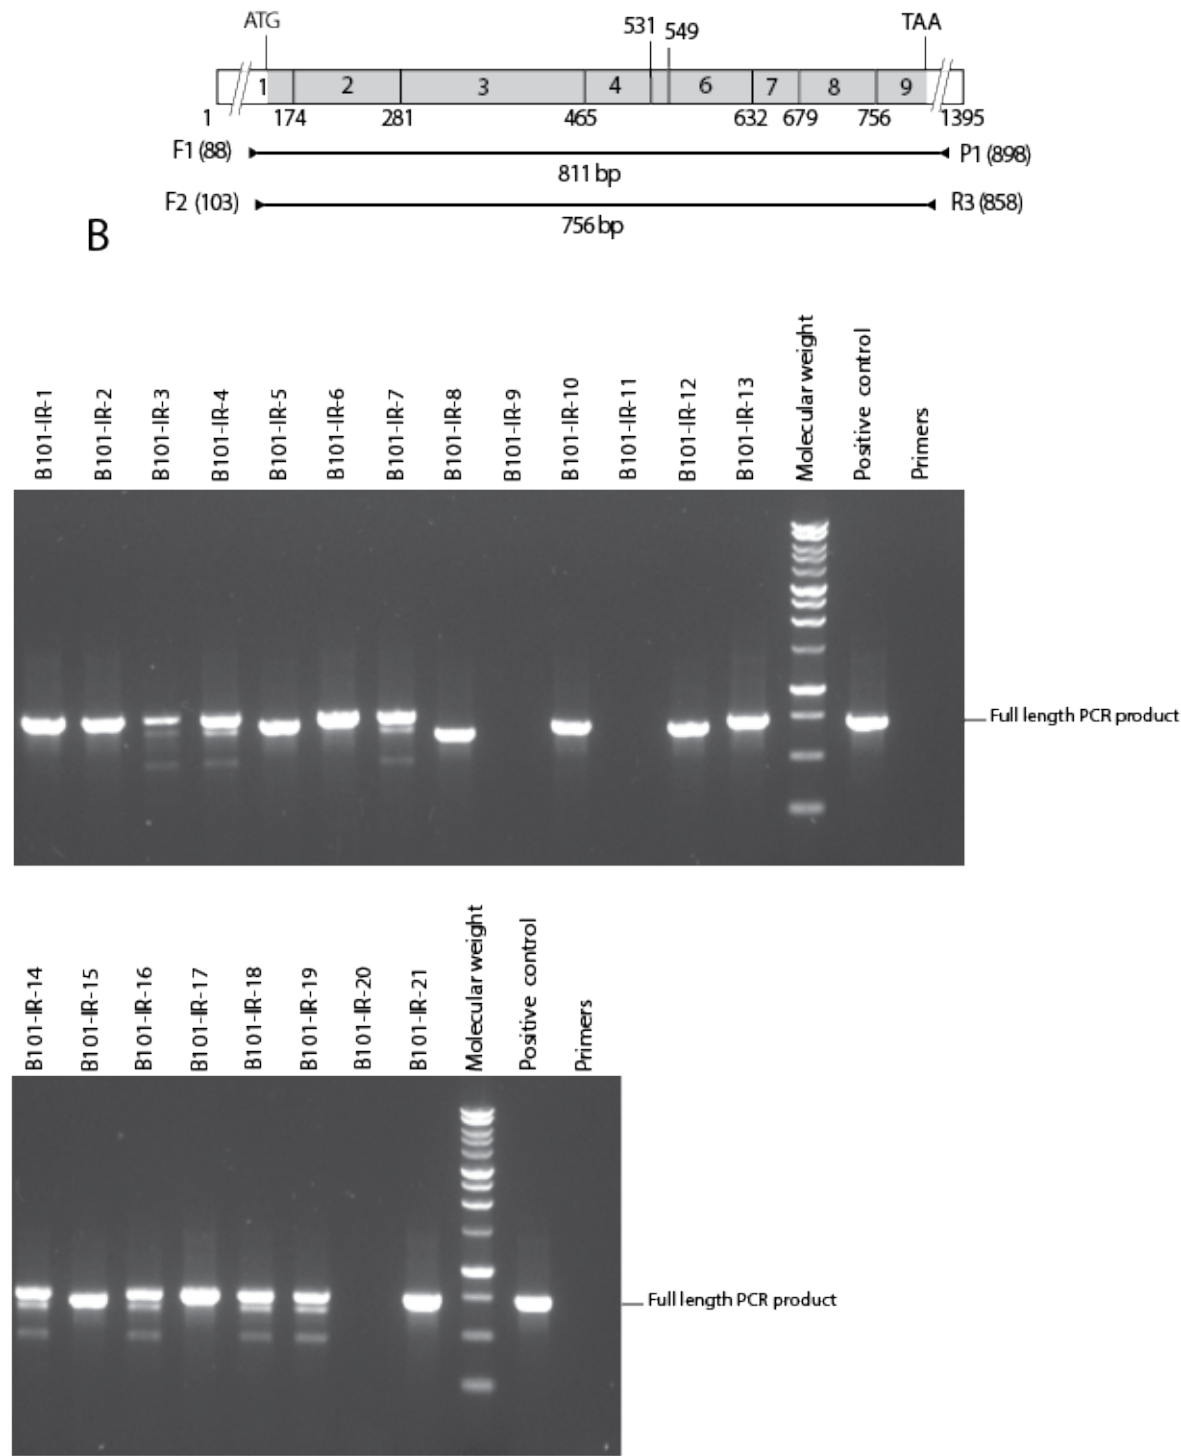 ATG 531 549 TAA
1 2 3 4 6 7 8 9
1 174 281 465 632 679 756 1395
F1 (88) P1 (898)
811 bp
F2 (103) R3 (858)
756 bp
B
B101-IR-1
B101-IR-2
B101-IR-3
B101-IR-4
B101-IR-5
B101-IR-6
B101-IR-7
B101-IR-8
B101-IR-9
B101-IR-10
B101-IR-11
B101-IR-12
B101-IR-13
Molecular weight
Positive control
Primers
Full length PCR product
B101-IR-14
B101-IR-15
B101-IR-16
B101-IR-17
B101-IR-18
B101-IR-19
B101-IR-20
B101-IR-21
Molecular weight
Positive control
Primers
Full length PCR product